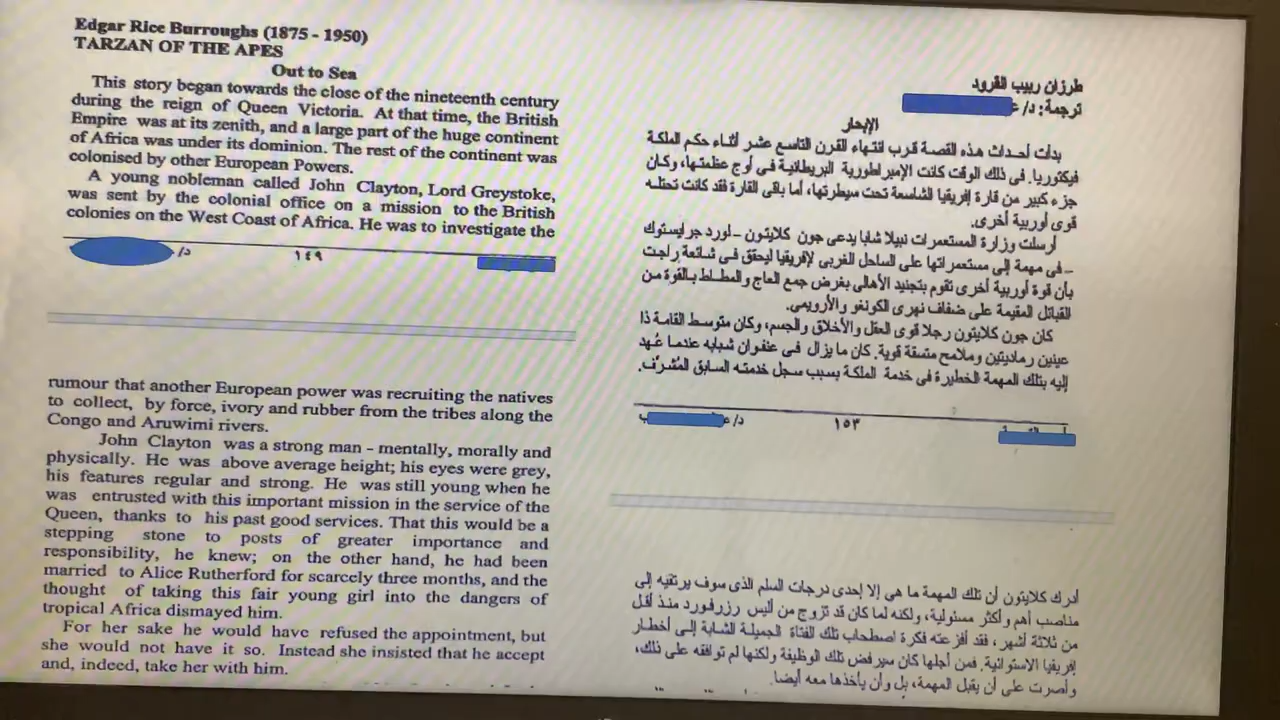 Edgar Rice Burroughs (1875 - 1950)
TARZAN OF THE APES
Out to Sea
This story began towards the close of the nineteenth century
during the reign of Queen Victoria. At that time, the British
Empire was at its zenith, and a large part of the huge continent
of Africa was under its dominion. The rest of the continent was
colonised by other European Powers.
A young nobleman called John Clayton, Lord Greystoke,
was sent by the colonial office on a mission to the British
colonies on the West Coast of Africa. He was to investigate the
د/
١٤٩
rumour that another European power was recruiting the natives
to collect, by force, ivory and rubber from the tribes along the
Congo and Aruwimi rivers.
John Clayton was a strong man - mentally, morally and
physically. He was above average height; his eyes were grey,
his features regular and strong. He was still young when he
was entrusted with this important mission in the service of the
Queen, thanks to his past good services. That this would be a
stepping stone to posts of greater importance and
responsibility, he knew; on the other hand, he had been
married to Alice Rutherford for scarcely three months, and the
thought of taking this fair young girl into the dangers of
tropical Africa dismayed him.
For her sake he would have refused the appointment, but
she would not have it so. Instead she insisted that he accept
and, indeed, take her with him.
طرزان ربيب القرود
ترجمة: د/
الإبحار
بدأت أحداث هذه القصة قرب انتهاء القرن التاسع عشر أثناء حكم الملكة
فيكتوريا. فى ذلك الوقت كانت الإمبراطورية البريطانية فى أوج عظمتها، وكان
جزء كبير من قارة إفريقيا الشاسعة تحت سيطرتها، أما باقى القارة فقد كانت تحتله
قوى أوربية أخرى.
أرسلت وزارة المستعمرات نبيلا شابا يدعى جون كلايتون – لورد جرايستوك
– فى مهمة إلى مستعمراتها على الساحل الغربى لإفريقيا ليحقق فى شائعة راجت
بأن قوة أوربية أخرى تقوم بتجنيد الأهالى بغرض جمع العاج والمطاط بالقوة من
القبائل المقيمة على ضفاف نهرى الكونغو والأرويمى.
كان جون كلايتون رجلا قوى العقل والأخلاق والجسم، وكان متوسط القامة ذا
عينين رماديتين وملامح متسقة قوية. كان ما يزال فى عنفوان شبابه عندما عُهد
إليه بتلك المهمة الخطيرة فى خدمة الملكة بسبب سجل خدمته السابق المُشرّف.
د/
١٥٣
أدرك كلايتون أن تلك المهمة ما هى إلا إحدى درجات السلم الذى سوف يرتقيه إلى
مناصب أهم وأكثر مسئولية، ولكنه لما كان قد تزوج من أليس رزرفورد منذ أقل
من ثلاثة أشهر، فقد أفزعته فكرة اصطحاب تلك الفتاة الجميلة الشابة إلى أخطار
إفريقيا الاستوائية. فمن أجلها كان سيرفض تلك الوظيفة ولكنها لم توافقه على ذلك،
وأصرت على أن يقبل المهمة، بل وأن يأخذها معه أيضا.